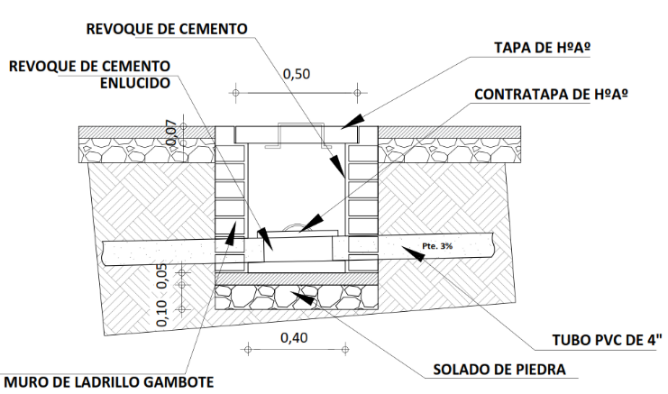 REVOQUE DE CEMENTO
TAPA DE HºAº
REVOQUE DE CEMENTO
ENLUCIDO
0,50
CONTRATAPA DE HºAº
0,07
Pte. 3%
0,05
0,10
0,40
TUBO PVC DE 4"
SOLADO DE PIEDRA
MURO DE LADRILLO GAMBOTE